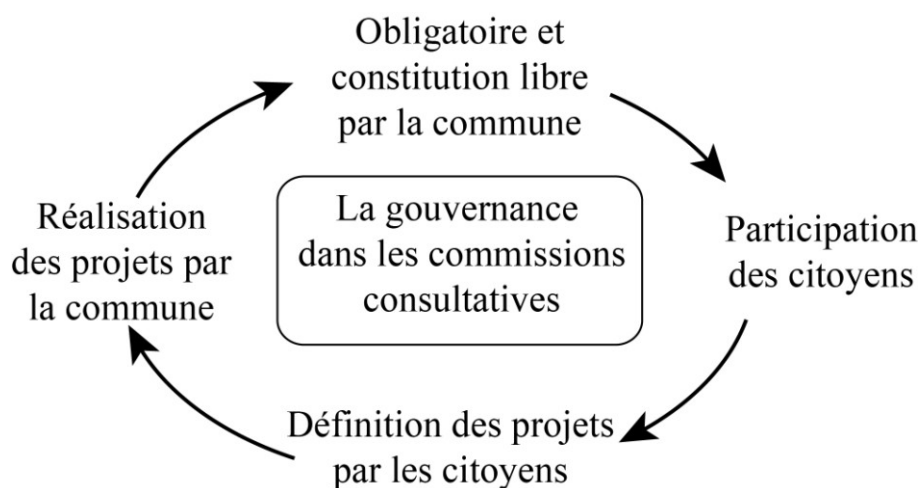 Obligatoire et
constitution libre
par la commune
Participation
des citoyens
Définition des projets
par les citoyens
Réalisation
des projets par
la commune
La gouvernance
dans les commissions
consultatives